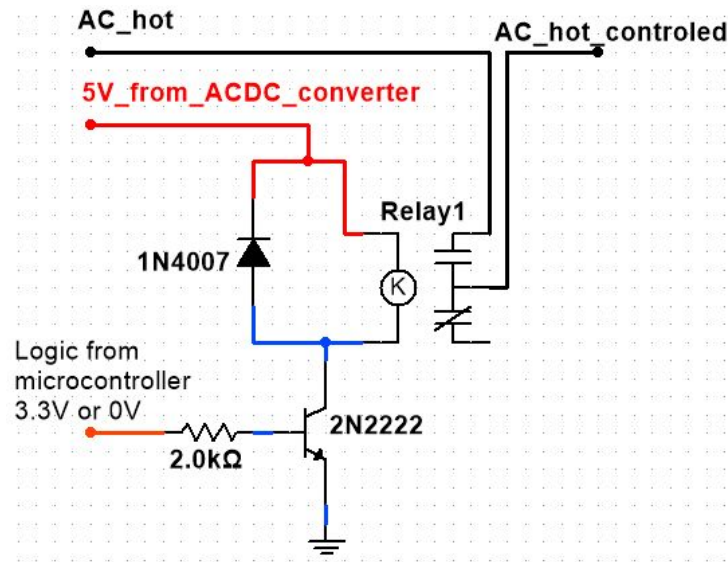 AC_hot
AC_hot_controled
5V_from_ACDC_converter
Relay1
1N4007
K
Logic from
microcontroller
3.3V or 0V
2N2222
2.0kΩ